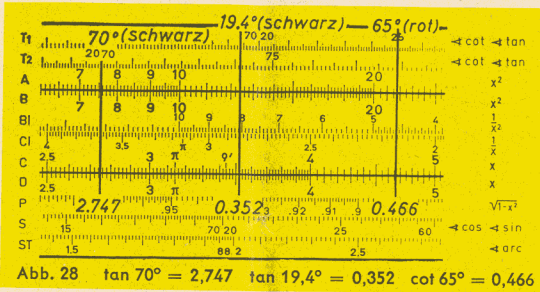 19.4°(schwarz) 65°(rot)
70°(schwarz) 70 20 25
T1 ∢ cot ∢ tan
20 70 75
T2 ∢ cot ∢ tan
A 7 8 9 10 20 x²
B 7 8 9 10 20 x²
BI 10 9 8 7 6 5 4 1/x²
CI 4 3,5 π 3 2.5 2 1/x
C 2.5 3 π 9' 4 5 x
D 2.5 3 π 4 5 x
P 2.747 .95 0.352 3 .92 .91 .9 0.466 √1-x²
S 15 70 20 25 60 ∢ cos ∢ sin
ST 1.5 88.2 2,5 ∢ arc
Abb. 28 tan 70° = 2,747 tan 19,4° = 0,352 cot 65° = 0,466